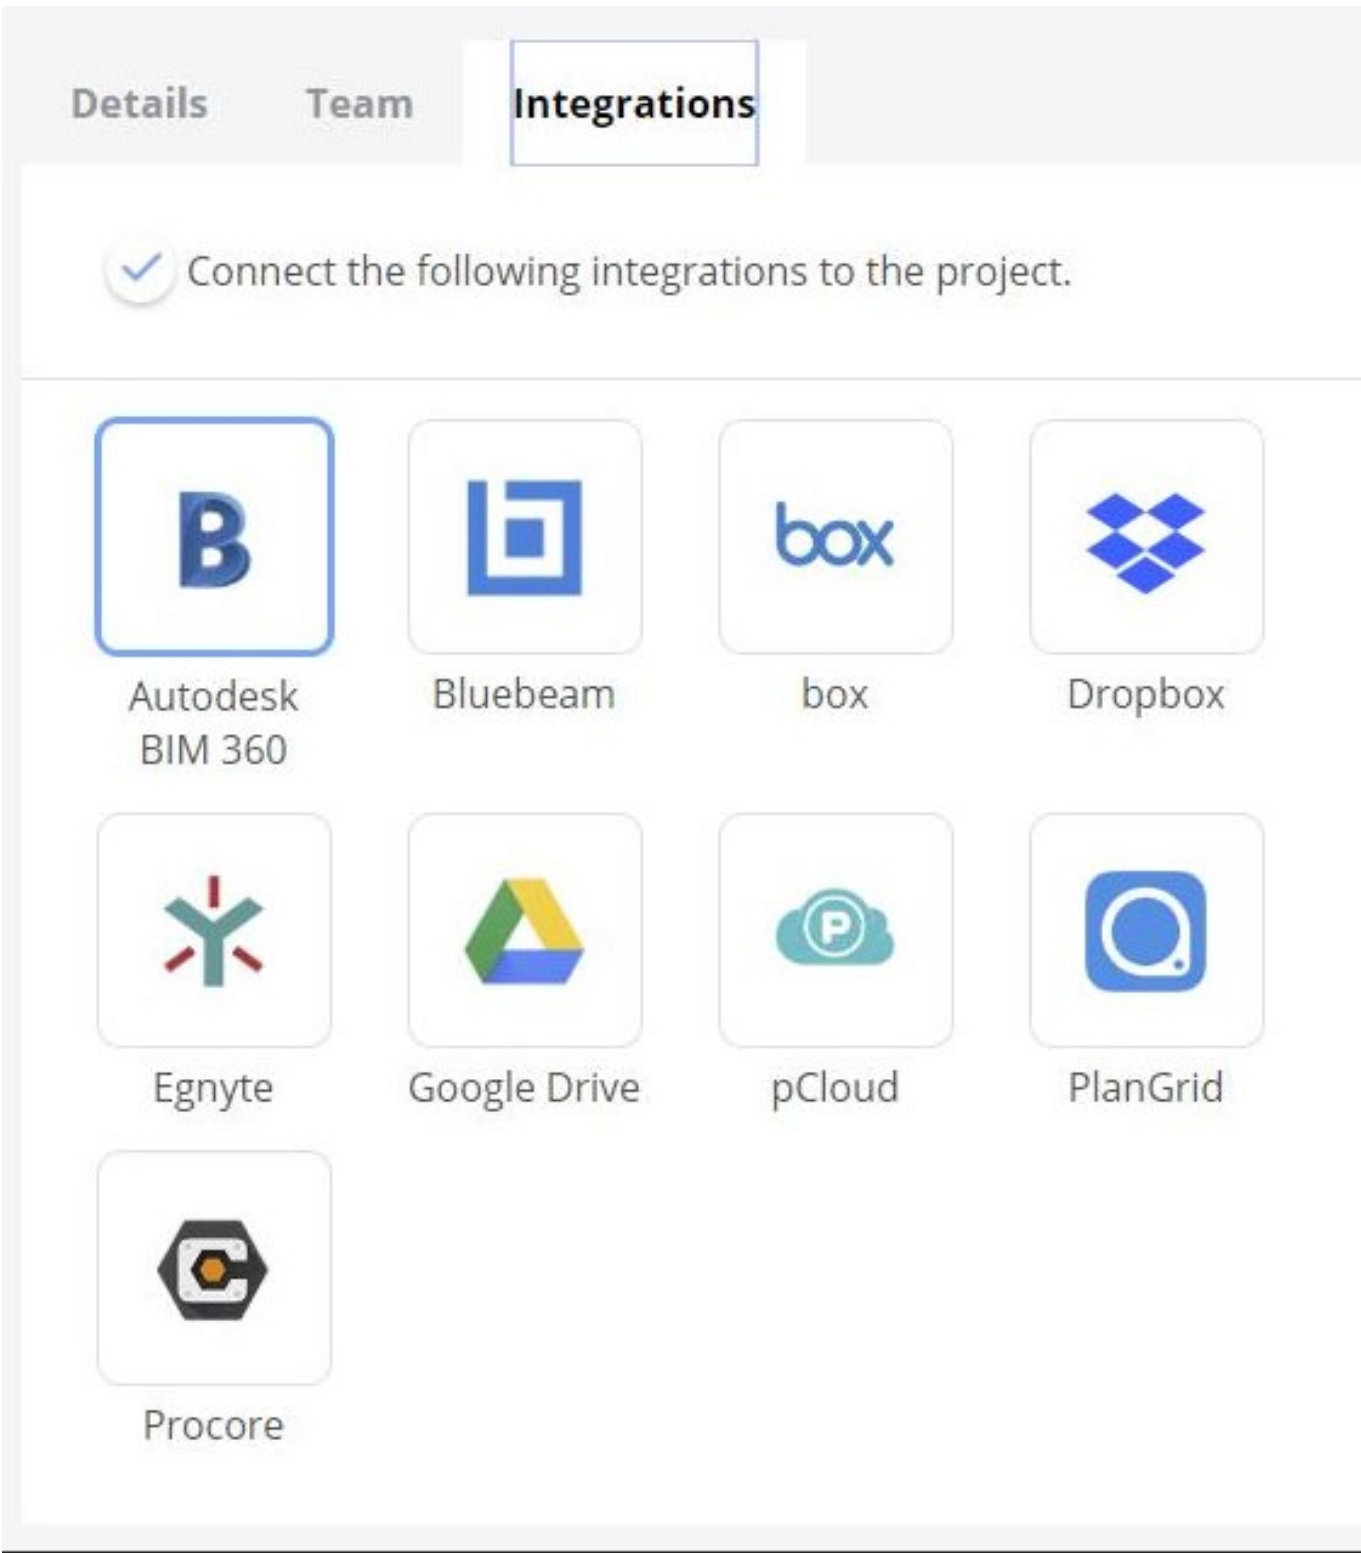 Details Team Integrations
Connect the following integrations to the project.
B
box
Autodesk
BIM 360
Bluebeam
box
Dropbox
P
Egnyte
Google Drive
pCloud
PlanGrid
C
Procore